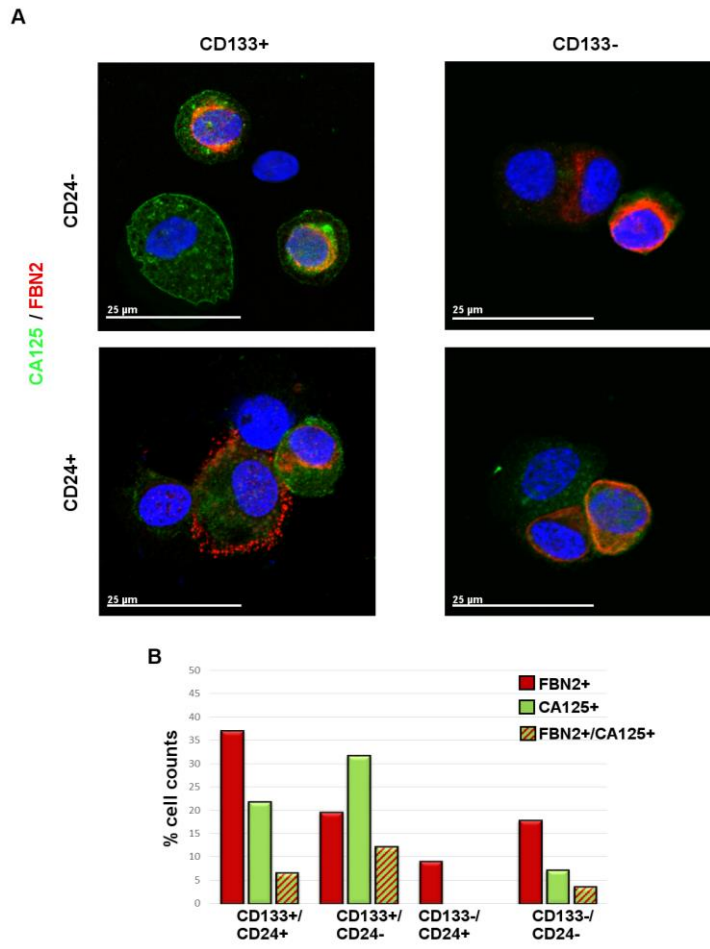 A
CD133+
CD133-
CD24-
25 µm
25 µm
CA125 / FBN2
CD24+
25 µm
25 µm
B
50
45
40
35
30
25
20
15
10
5
0
% cell counts
FBN2+
CA125+
FBN2+/CA125+
CD133+/
CD24+
CD133+/
CD24-
CD133-/
CD24+
CD133-/
CD24-